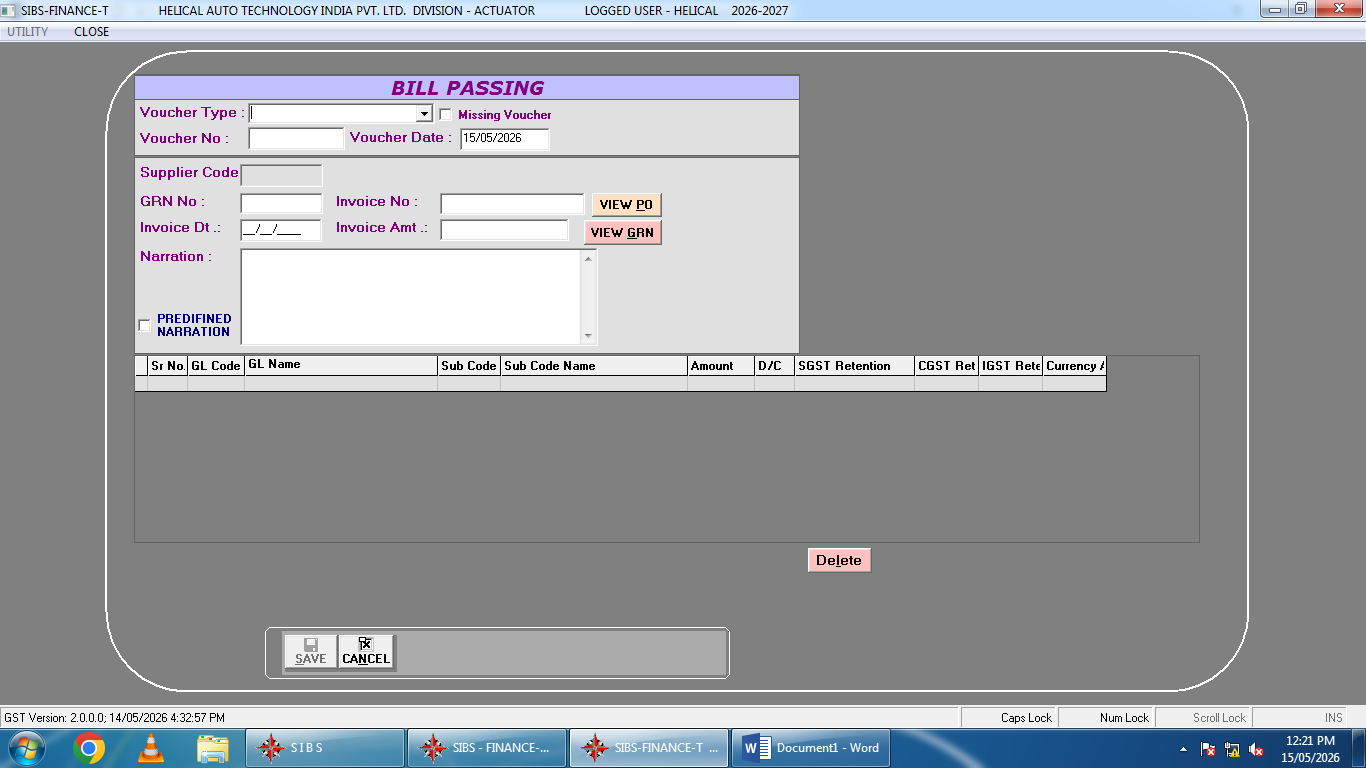 SIBS-FINANCE-T HELICAL AUTO TECHNOLOGY INDIA PVT. LTD. DIVISION - ACTUATOR LOGGED USER - HELICAL 2026-2027
UTILITY CLOSE
BILL PASSING
Voucher Type : Missing Voucher
Voucher No : Voucher Date : 15/05/2026
Supplier Code
GRN No : Invoice No : VIEW PO
Invoice Dt .: __/__/____ Invoice Amt .: VIEW GRN
Narration :
PREDIFINED
NARRATION
Sr No. GL Code GL Name Sub Code Sub Code Name Amount D/C SGST Retention CGST Ret IGST Rete Currency A
Delete
SAVE CANCEL
GST Version: 2.0.0.0; 14/05/2026 4:32:57 PM Caps Lock Num Lock Scroll Lock INS
S I B S SIBS - FINANCE-... SIBS-FINANCE-T ... Document1 - Word
12:21 PM
15/05/2026